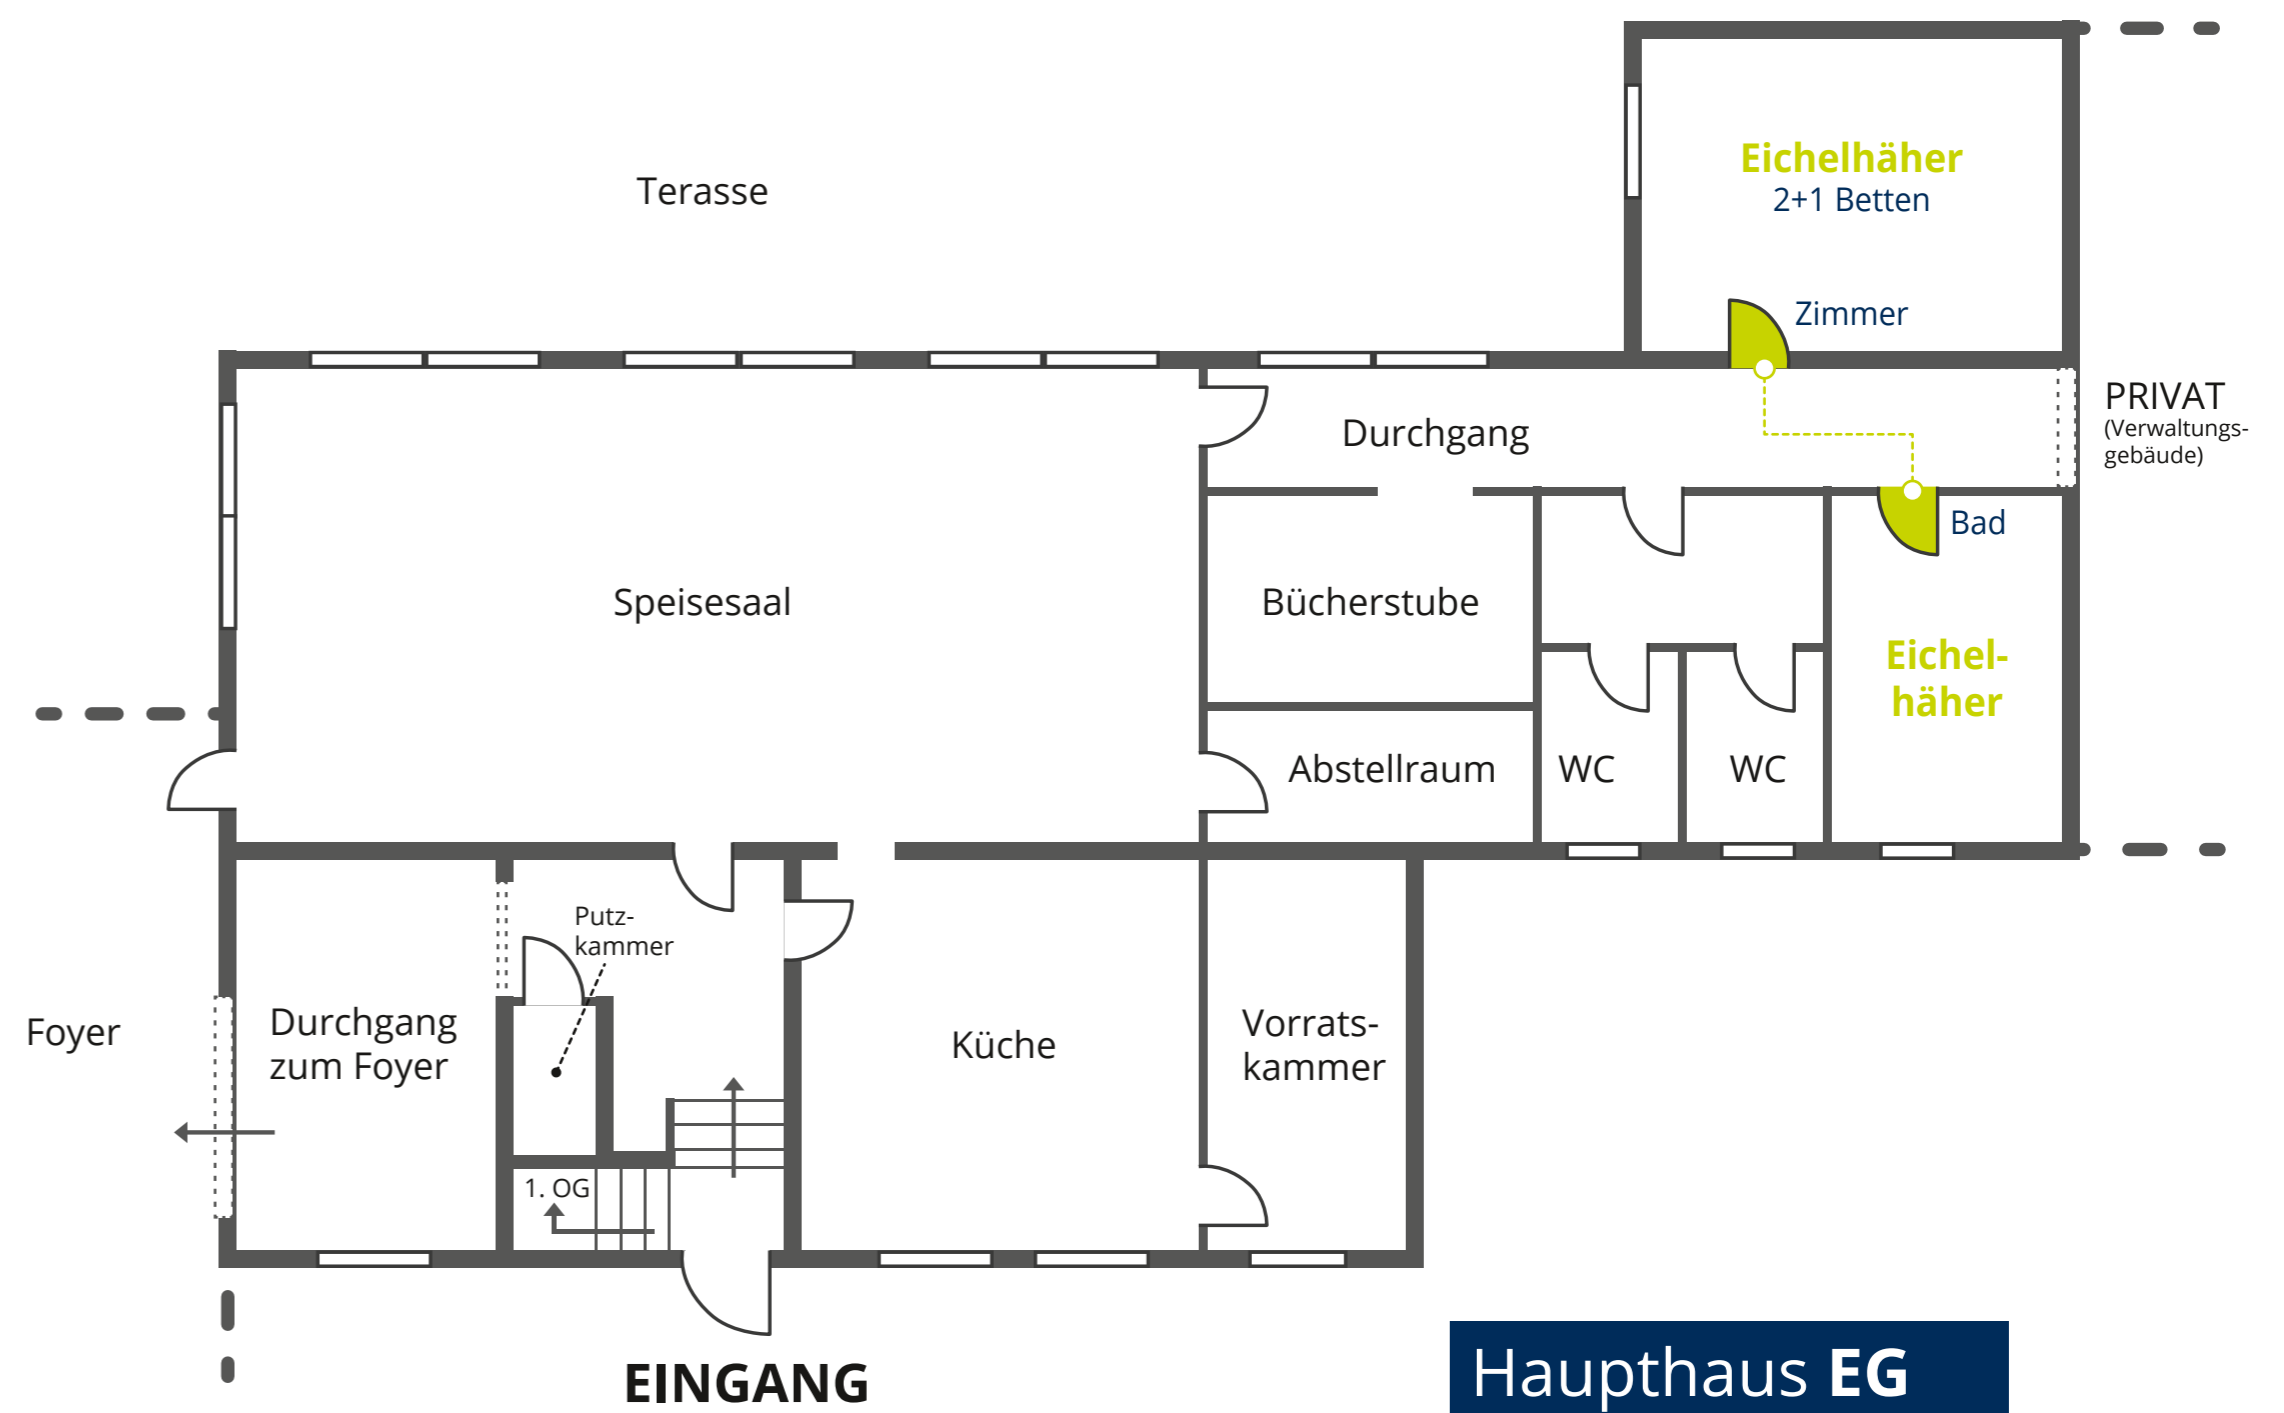 Eichelhäher
2+1 Betten
Terasse
Zimmer
PRIVAT
(Verwaltungs-
gebäude)
Durchgang
Bad
Speisesaal
Bücherstube
Eichel-
häher
Abstellraum
WC
WC
Putz-
kammer
Foyer
Durchgang
zum Foyer
Küche
Vorrats-
kammer
1. OG
EINGANG
Haupthaus EG